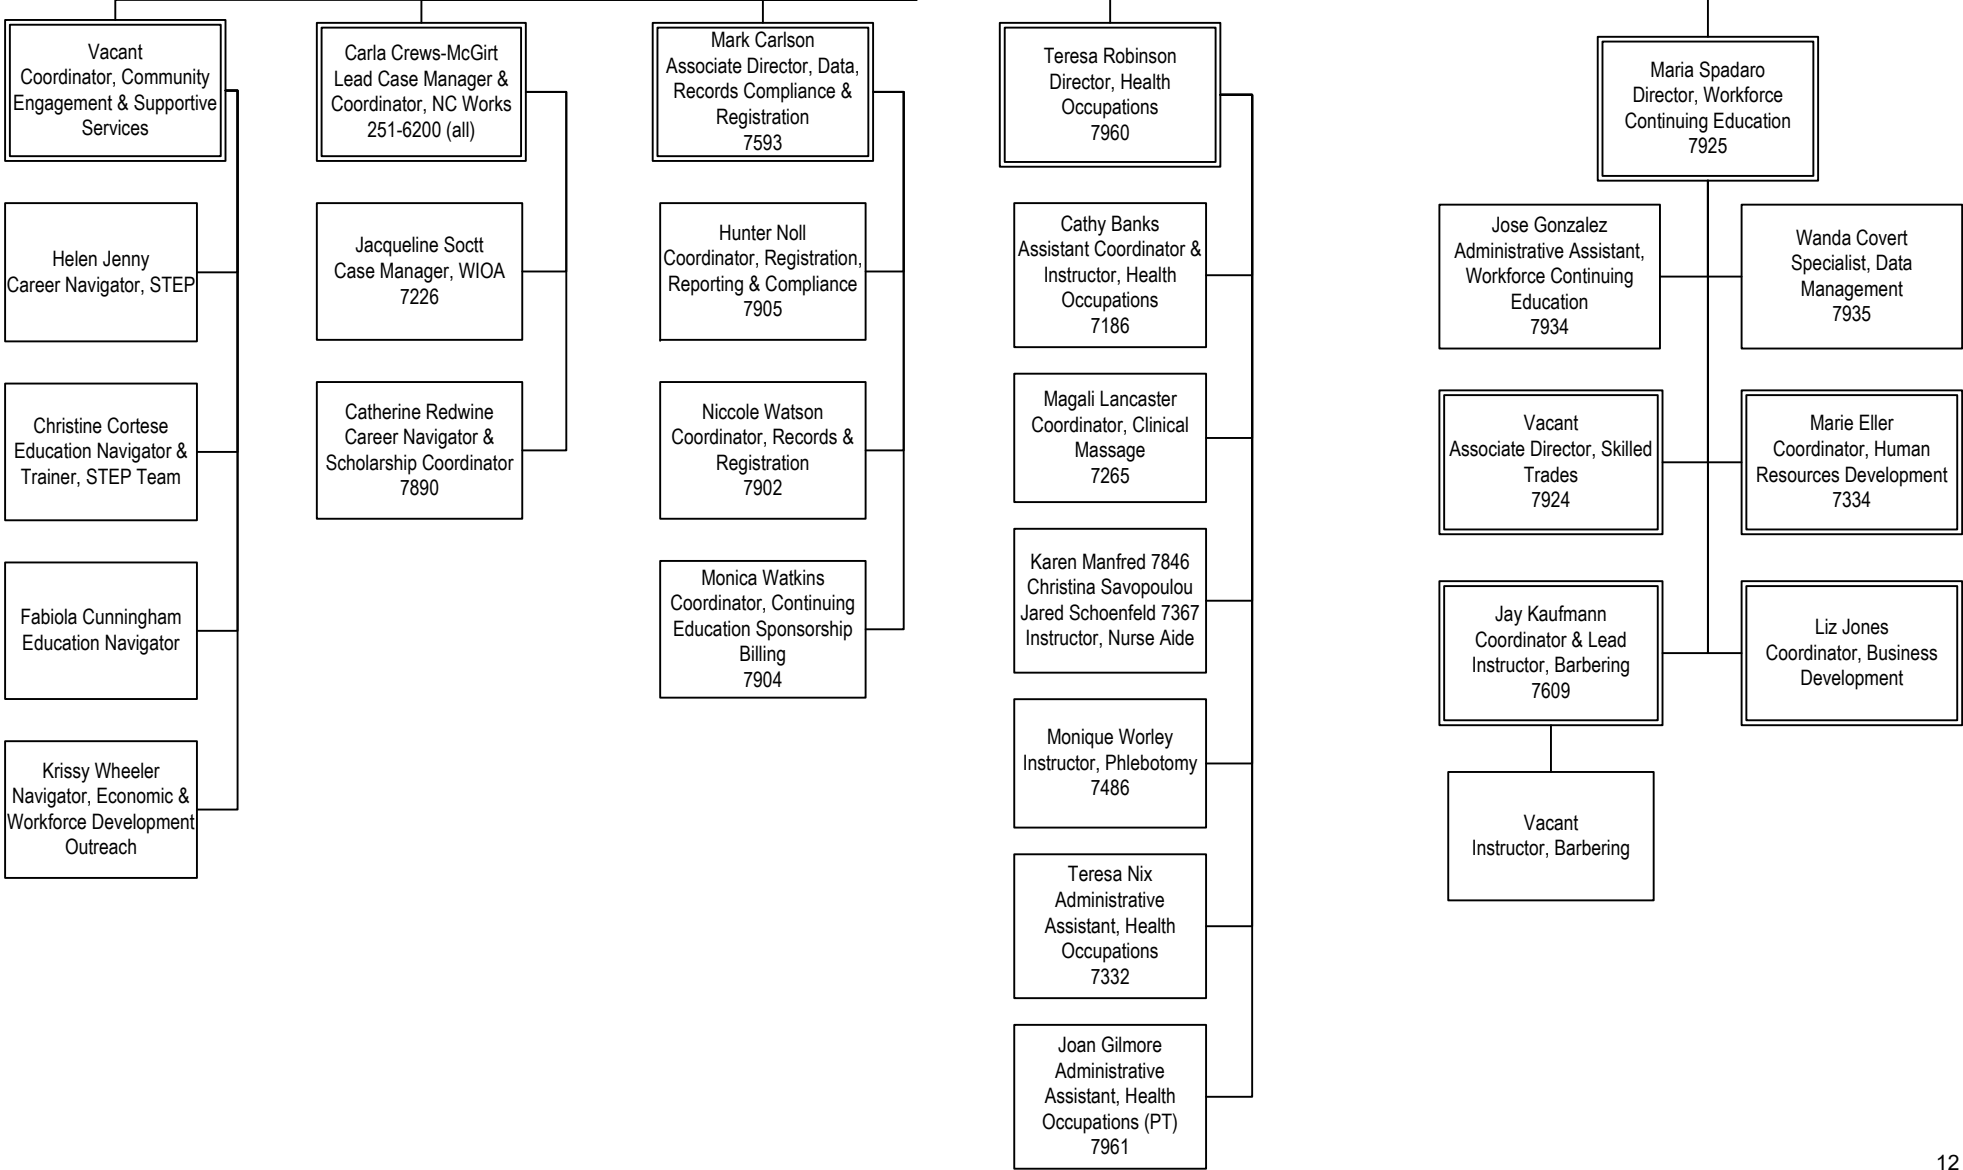 Vacant
Coordinator, Community
Engagement & Supportive
Services
Helen Jenny
Career Navigator, STEP
Christine Cortese
Education Navigator &
Trainer, STEP Team
Fabiola Cunningham
Education Navigator
Krissy Wheeler
Navigator, Economic &
Workforce Development
Outreach
Carla Crews-McGirt
Lead Case Manager &
Coordinator, NC Works
251-6200 (all)
Jacqueline Soctt
Case Manager, WIOA
7226
Catherine Redwine
Career Navigator &
Scholarship Coordinator
7890
Mark Carlson
Associate Director, Data,
Records Compliance &
Registration
7593
Hunter Noll
Coordinator, Registration,
Reporting & Compliance
7905
Niccole Watson
Coordinator, Records &
Registration
7902
Monica Watkins
Coordinator, Continuing
Education Sponsorship
Billing
7904
Teresa Robinson
Director, Health
Occupations
7960
Cathy Banks
Assistant Coordinator &
Instructor, Health
Occupations
7186
Magali Lancaster
Coordinator, Clinical
Massage
7265
Karen Manfred 7846
Christina Savopoulou
Jared Schoenfeld 7367
Instructor, Nurse Aide
Monique Worley
Instructor, Phlebotomy
7486
Teresa Nix
Administrative
Assistant, Health
Occupations
7332
Joan Gilmore
Administrative
Assistant, Health
Occupations (PT)
7961
Maria Spadaro
Director, Workforce
Continuing Education
7925
Jose Gonzalez
Administrative Assistant,
Workforce Continuing
Education
7934
Wanda Covert
Specialist, Data
Management
7935
Vacant
Associate Director, Skilled
Trades
7924
Marie Eller
Coordinator, Human
Resources Development
7334
Jay Kaufmann
Coordinator & Lead
Instructor, Barbering
7609
Liz Jones
Coordinator, Business
Development
Vacant
Instructor, Barbering
12